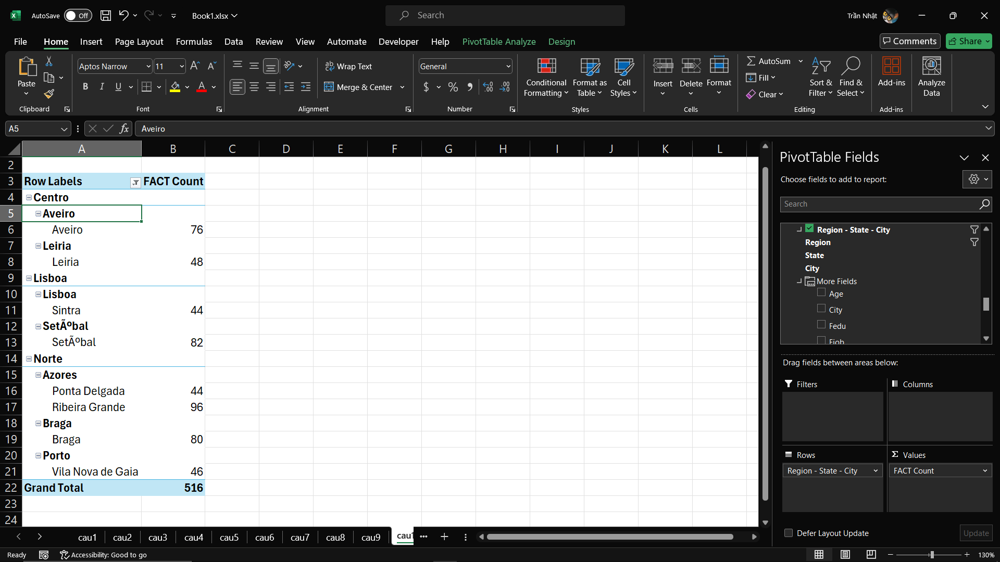 AutoSave Off Book1.xlsx Search Trần Nhật
File Home Insert Page Layout Formulas Data Review View Automate Developer Help PivotTable Analyze Design Comments Share
Paste
Clipboard
Aptos Narrow 11
B I U
Font
Wrap Text
Merge & Center
Alignment
General
$ %
Number
Conditional Formatting
Format as Table
Cell Styles
Styles
Insert Delete Format
Cells
AutoSum
Fill
Clear
Sort & Filter
Find & Select
Editing
Add-ins
Add-ins
Analyze Data
A5 fx Aveiro
A B C D E F G H I J K L
2
3 Row Labels FACT Count
4 Centro
5 Aveiro
6 Aveiro 76
7 Leiria
8 Leiria 48
9 Lisboa
10 Lisboa
11 Sintra 44
12 SetÃºbal
13 SetÃºbal 82
14 Norte
15 Azores
16 Ponta Delgada 44
17 Ribeira Grande 96
18 Braga
19 Braga 80
20 Porto
21 Vila Nova de Gaia 46
22 Grand Total 516
23
24
PivotTable Fields
Choose fields to add to report:
Search
Region - State - City
Region
State
City
More Fields
Age
City
Fedu
Fjob
Drag fields between areas below:
Filters Columns
Rows Values
Region - State - City FACT Count
Defer Layout Update Update
cau1 cau2 cau3 cau4 cau5 cau6 cau7 cau8 cau9 cau1
Ready Accessibility: Good to go 130%